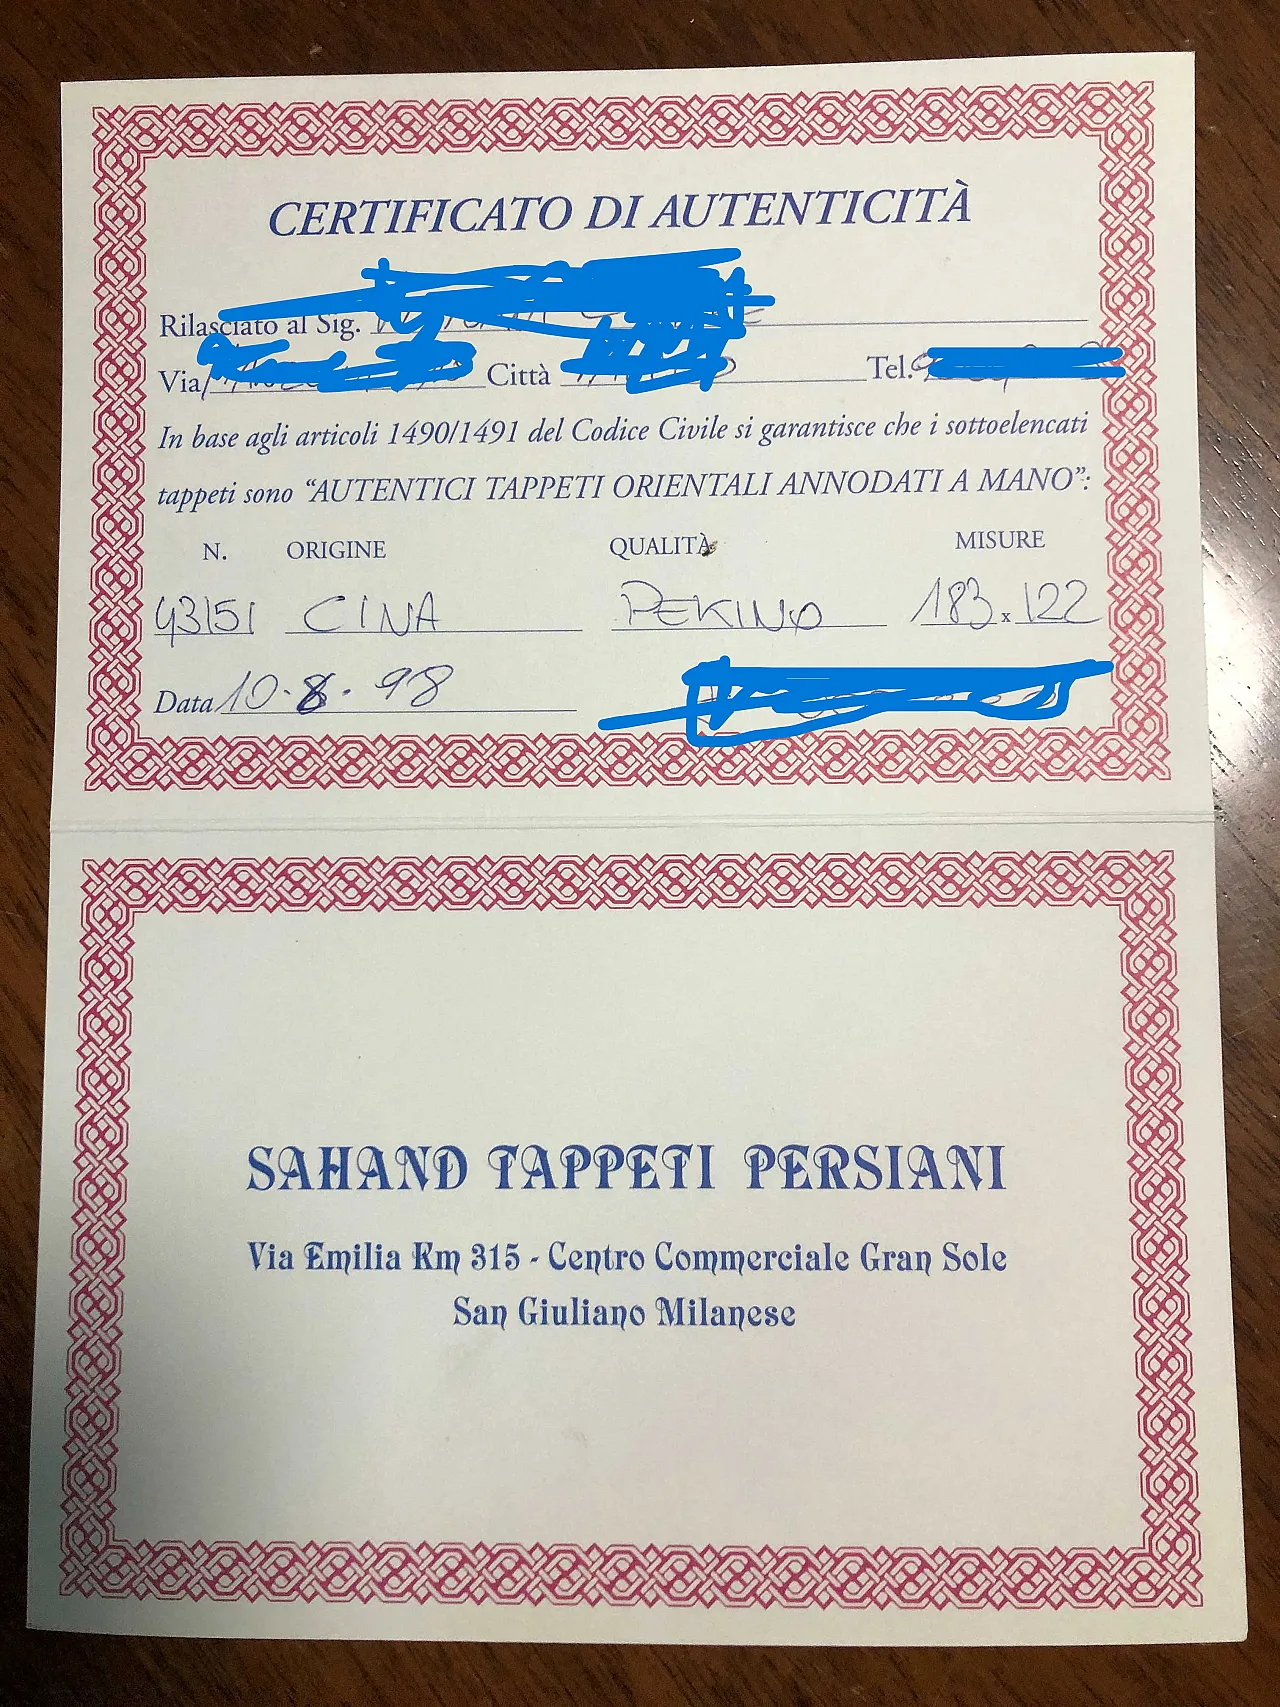 CERTIFICATO DI AUTENTICITÀ
Rilasciato al Sig.
Via Città Tel.
In base agli articoli 1490/1491 del Codice Civile si garantisce che i sottoelencati
tappeti sono “AUTENTICI TAPPETI ORIENTALI ANNODATI A MANO”:
N. ORIGINE QUALITÀ MISURE
43151 CINA PEKINO 183 x 122
Data 10.8.98
SAHAND TAPPETI PERSIANI
Via Emilia Km 315 - Centro Commerciale Gran Sole
San Giuliano Milanese